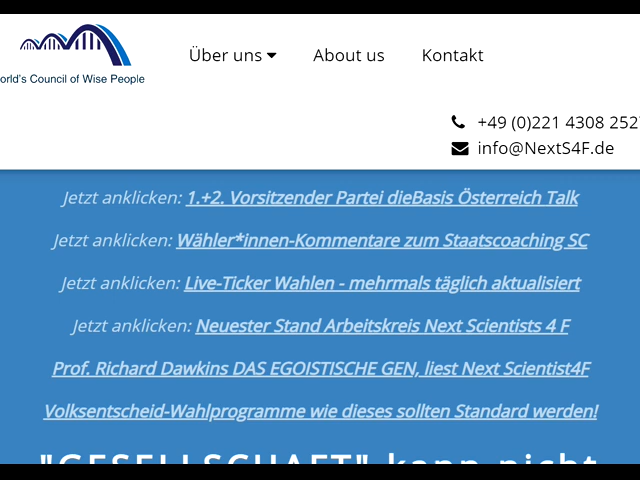 orld's Council of Wise People
Über uns
About us
Kontakt
+49 (0)221 4308 252
info@NextS4F.de
Jetzt anklicken: 1.+2. Vorsitzender Partei dieBasis Österreich Talk
Jetzt anklicken: Wähler*innen-Kommentare zum Staatscoaching SC
Jetzt anklicken: Live-Ticker Wahlen - mehrmals täglich aktualisiert
Jetzt anklicken: Neuester Stand Arbeitskreis Next Scientists 4 F
Prof. Richard Dawkins DAS EGOISTISCHE GEN, liest Next Scientist4F
Volksentscheid-Wahlprogramme wie dieses sollten Standard werden!
"GESELLSCHAFT" kann nicht